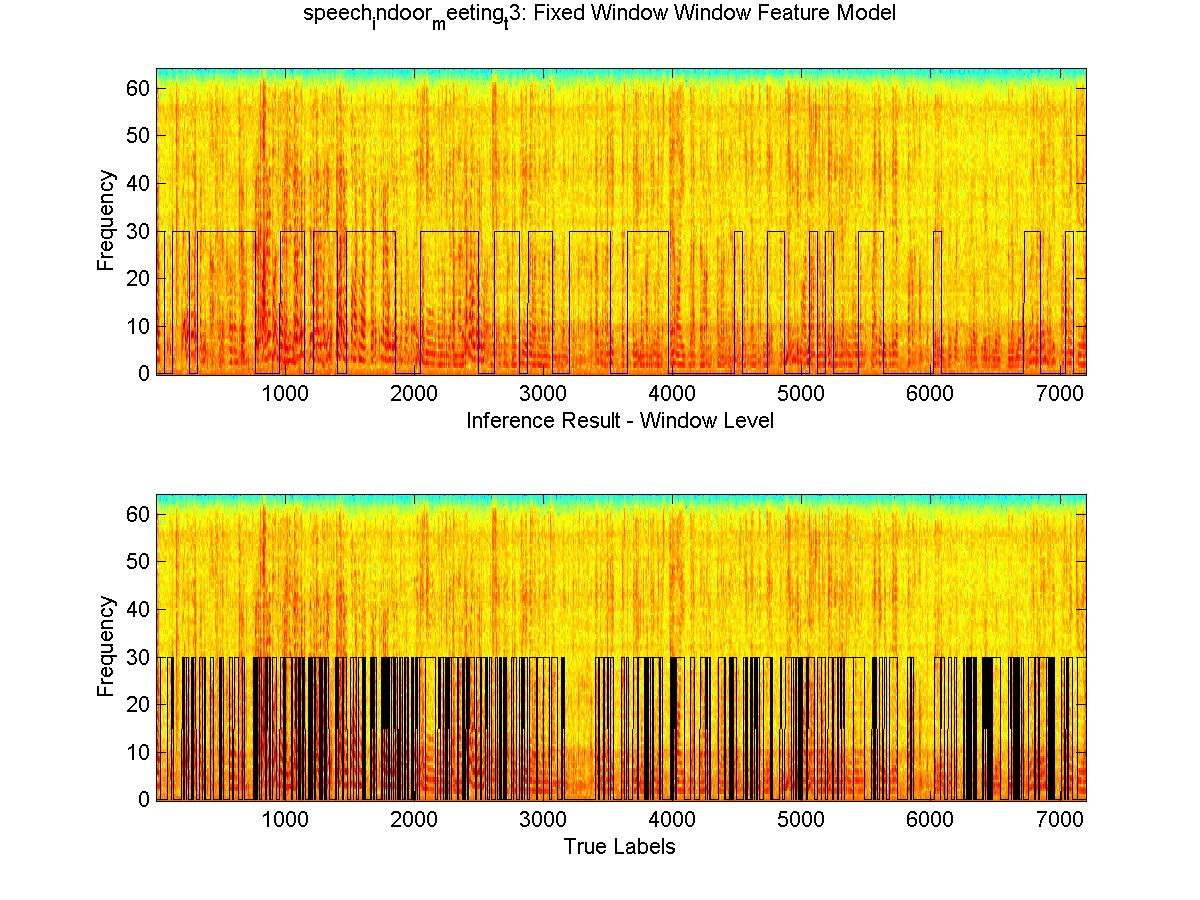 speechindoormeetingt3: Fixed Window Window Feature Model
60
50
40
30
20
10
0
Frequency
1000 2000 3000 4000 5000 6000 7000
Inference Result - Window Level
60
50
40
30
20
10
0
Frequency
1000 2000 3000 4000 5000 6000 7000
True Labels